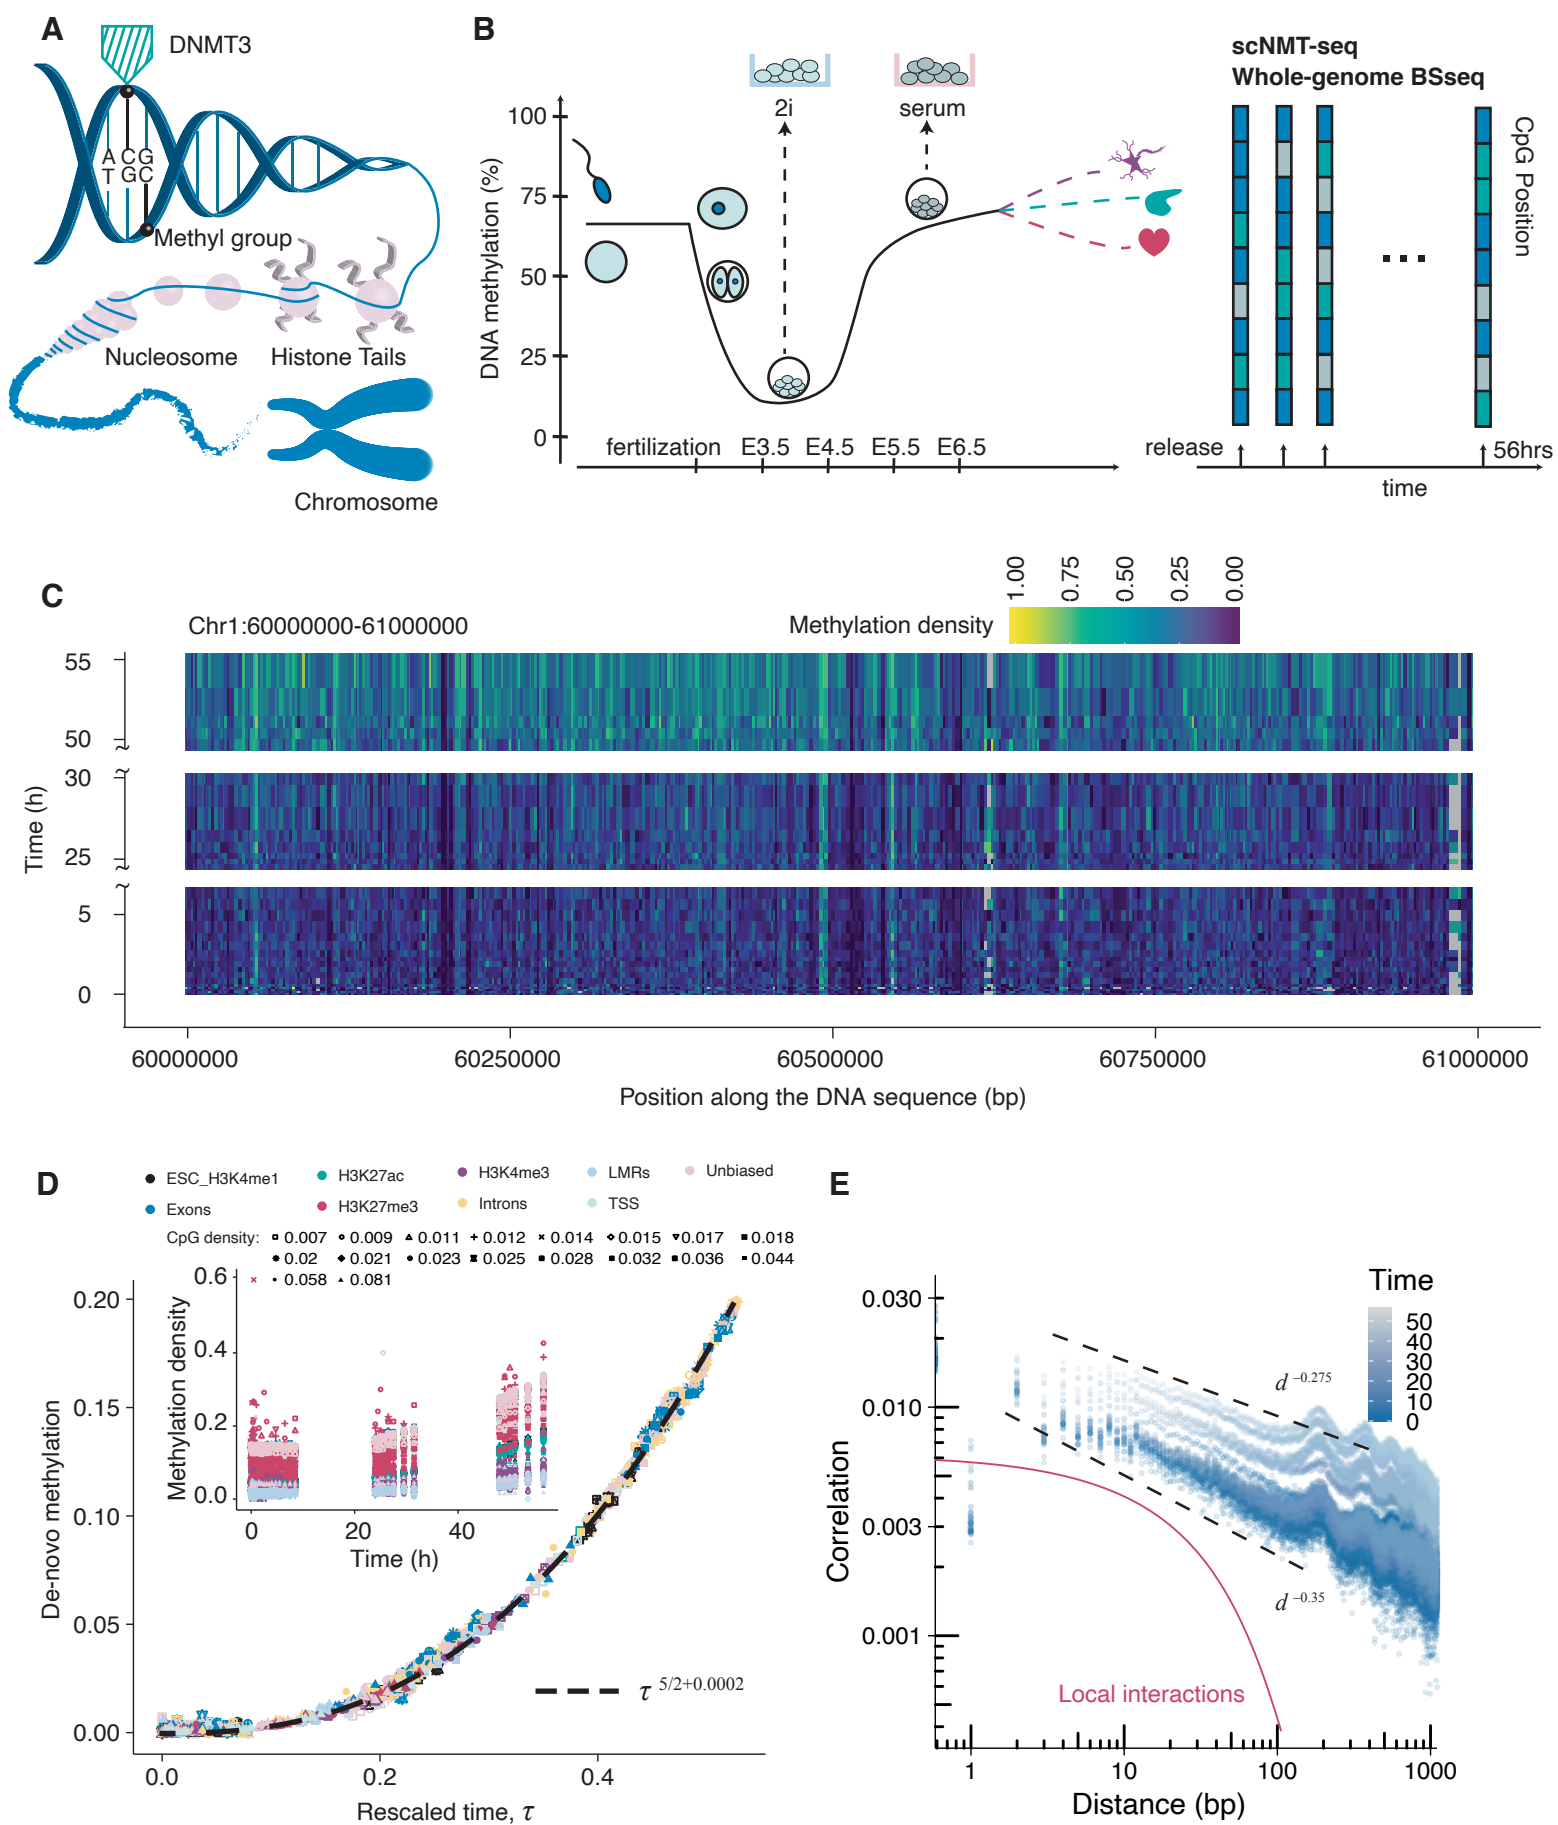 A
DNMT3
A C G
T G C
Methyl group
Nucleosome
Histone Tails
Chromosome
B
2i
serum
DNA methylation (%)
100
75
50
25
0
fertilization
E3.5
E4.5
E5.5
E6.5
scNMT-seq
Whole-genome BSseq
CpG Position
release
56hrs
time
C
Chr1:60000000-61000000
Methylation density
1.00
0.75
0.50
0.25
0.00
Time (h)
55
50
30
25
5
0
60000000
60250000
60500000
60750000
61000000
Position along the DNA sequence (bp)
D
ESC_H3K4me1
H3K27ac
H3K4me3
LMRs
Unbiased
Exons
H3K27me3
Introns
TSS
CpG density:
0.007 0.009 0.011 0.012 0.014 0.015 0.017 0.018
0.02 0.021 0.023 0.025 0.028 0.032 0.036 0.044
0.058 0.081
De-novo methylation
0.20
0.15
0.10
0.05
0.00
0.0
0.2
0.4
Rescaled time, τ
Methylation density
0.6
0.4
0.2
0.0
0
20
40
Time (h)
τ 5/2+0.0002
E
Correlation
0.030
0.010
0.003
0.001
Time
50
40
30
20
10
0
d −0.275
d −0.35
Local interactions
1
10
100
1000
Distance (bp)